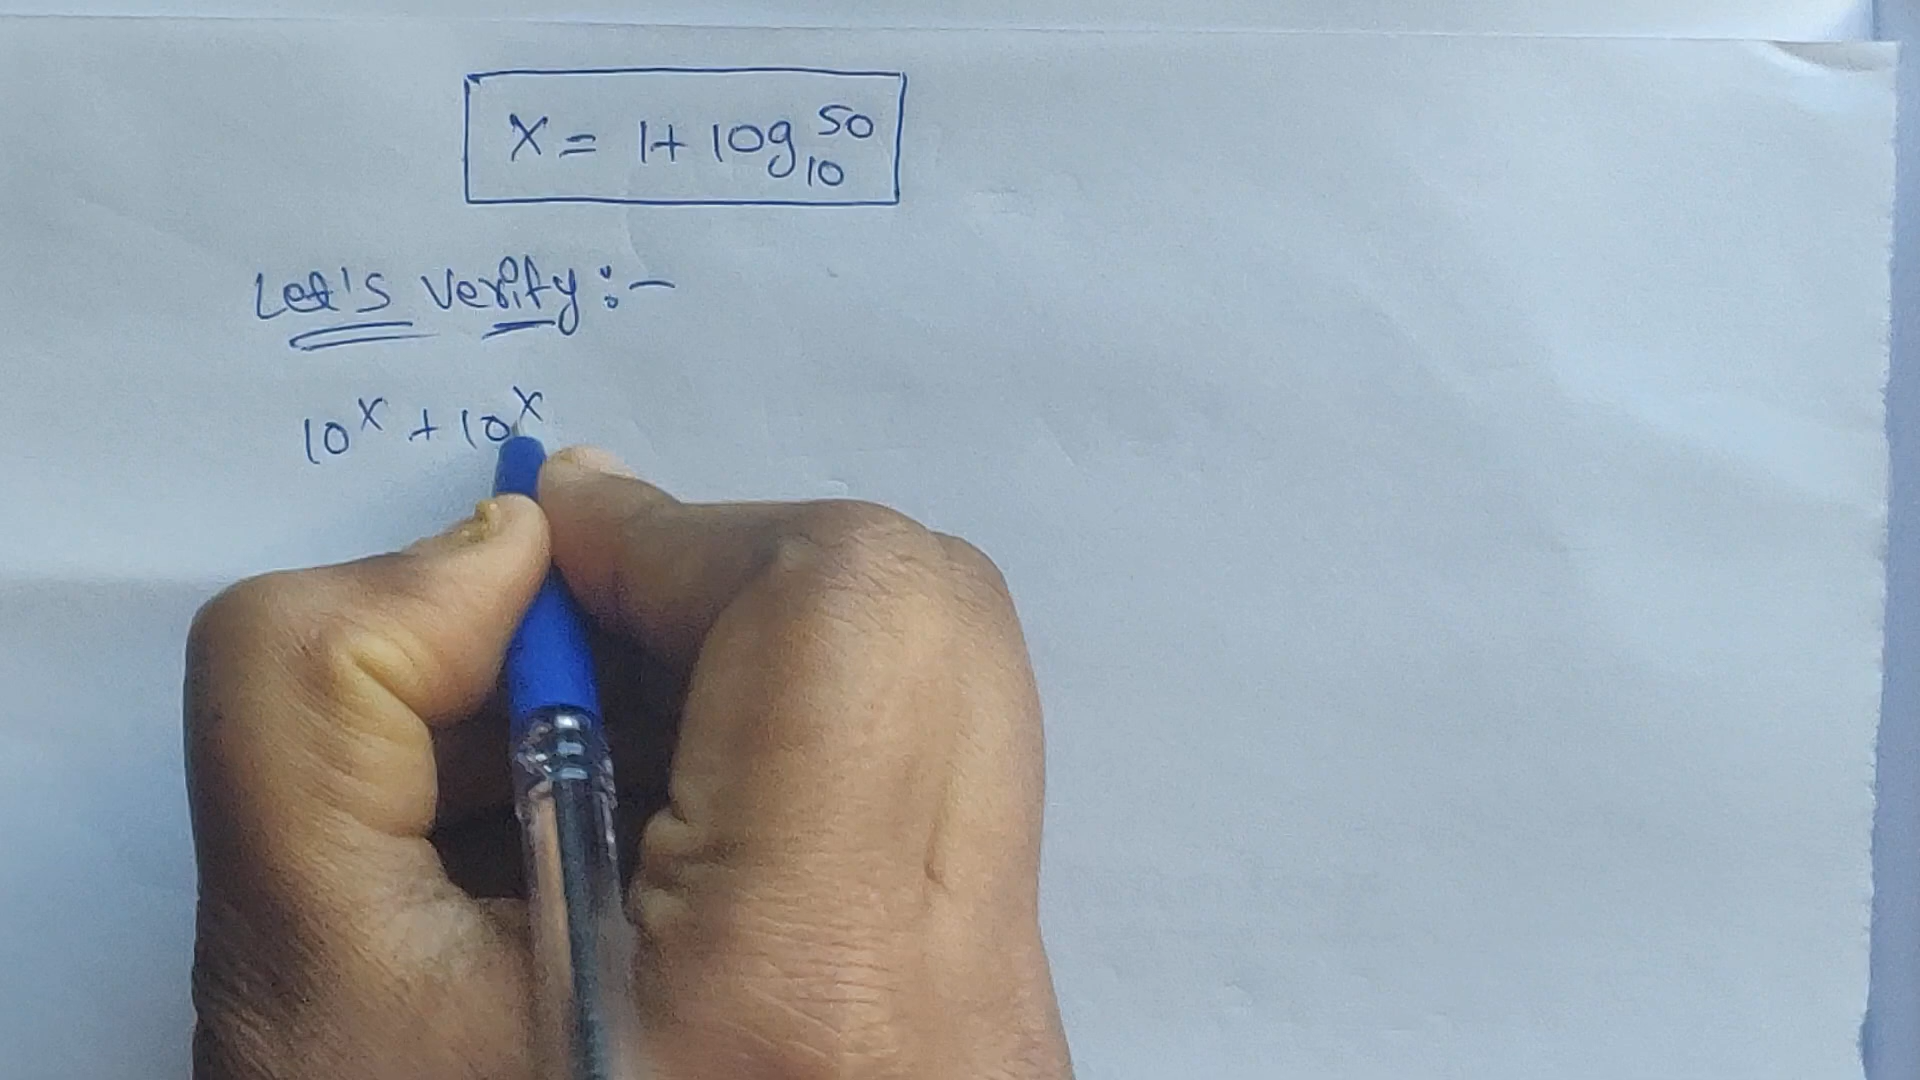 x = 1 + log₁₀⁵⁰
Let's verify :-
10ˣ + 10ˣ